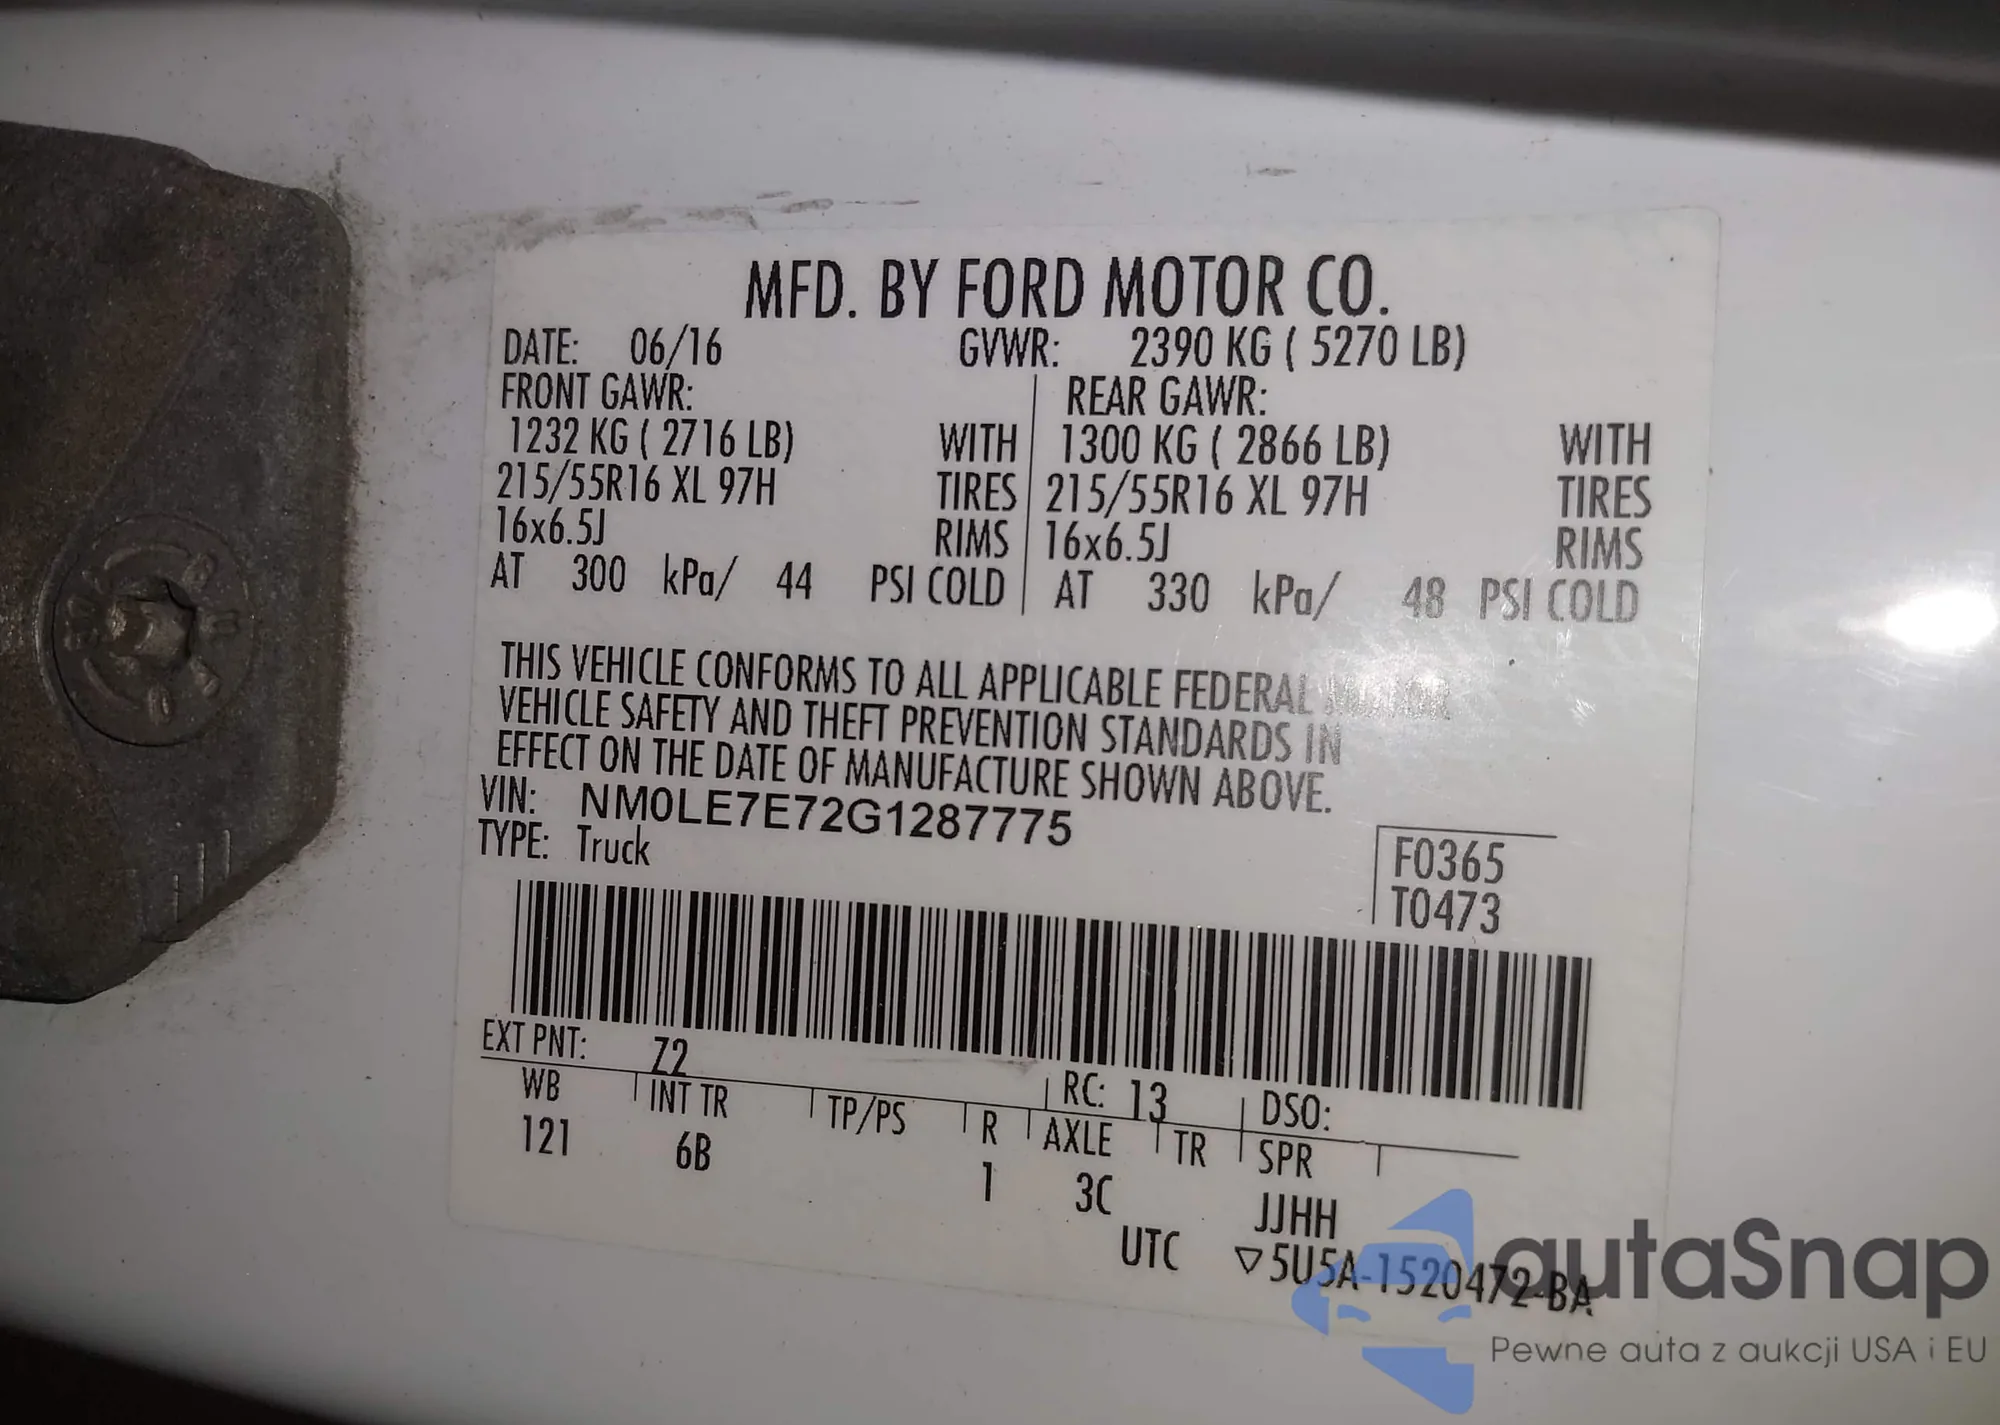 MFD. BY FORD MOTOR CO.
DATE: 06/16 GVWR: 2390 KG ( 5270 LB)
FRONT GAWR: REAR GAWR:
1232 KG ( 2716 LB) WITH 1300 KG ( 2866 LB) WITH
215/55R16 XL 97H TIRES 215/55R16 XL 97H TIRES
16x6.5J RIMS 16x6.5J RIMS
AT 300 kPa/ 44 PSI COLD AT 330 kPa/ 48 PSI COLD
THIS VEHICLE CONFORMS TO ALL APPLICABLE FEDERAL MOTOR
VEHICLE SAFETY AND THEFT PREVENTION STANDARDS IN
EFFECT ON THE DATE OF MANUFACTURE SHOWN ABOVE.
VIN: NM0LE7E72G1287775
TYPE: Truck
F0365
T0473
EXT PNT: Z2 RC: 13 DSO:
WB INT TR TP/PS R AXLE TR SPR
121 6B 1 3C JJHH
UTC ▽5U5A-1520472-BA
autaSnap
Pewne auta z aukcji USA i EU